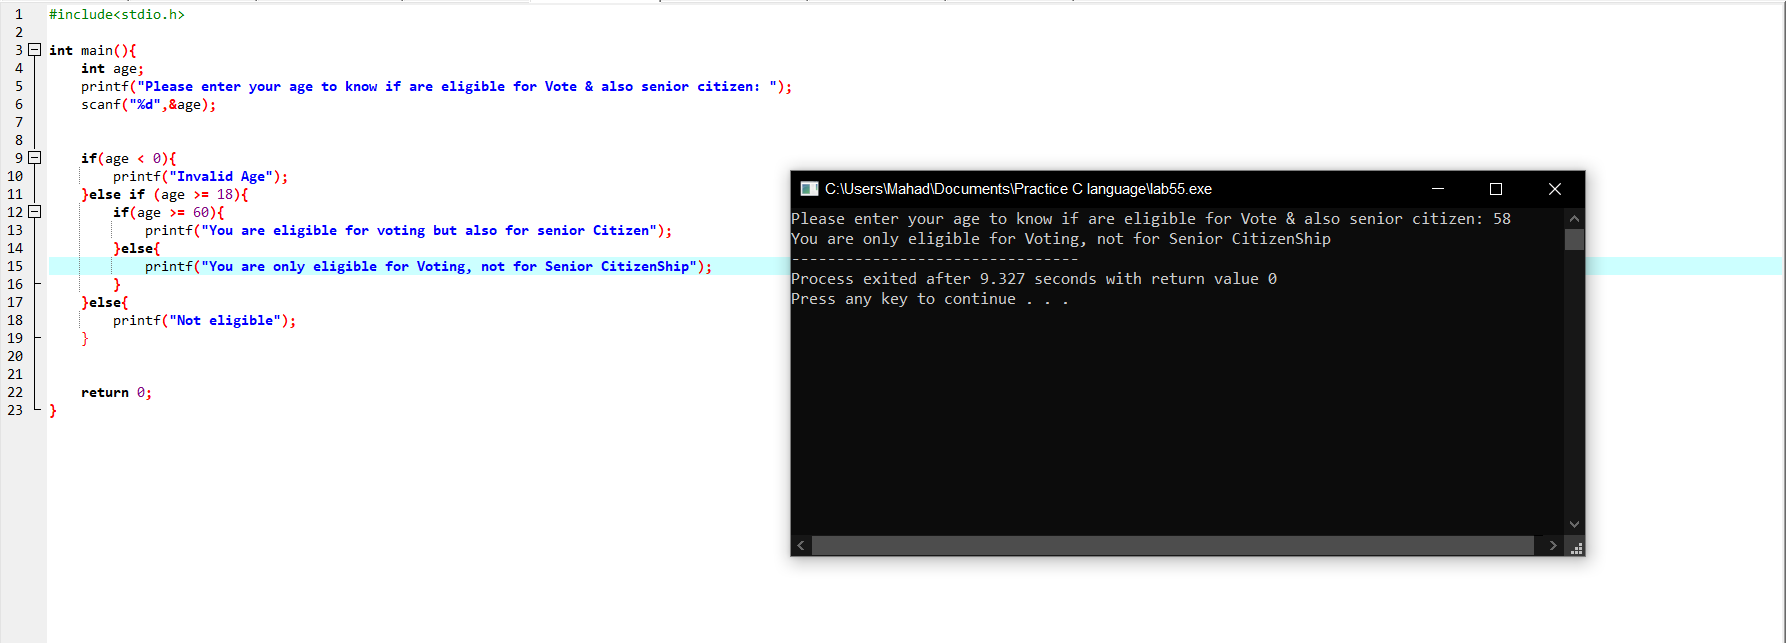 1 #include<stdio.h>
2
3 int main(){
4 int age;
5 printf("Please enter your age to know if are eligible for Vote & also senior citizen: ");
6 scanf("%d",&age);
7
8
9 if(age < 0){
10 printf("Invalid Age");
11 }else if (age >= 18){
12 if(age >= 60){
13 printf("You are eligible for voting but also for senior Citizen");
14 }else{
15 printf("You are only eligible for Voting, not for Senior CitizenShip");
16 }
17 }else{
18 printf("Not eligible");
19 }
20
21
22 return 0;
23 }
C:\Users\Mahad\Documents\Practice C language\lab55.exe
Please enter your age to know if are eligible for Vote & also senior citizen: 58
You are only eligible for Voting, not for Senior CitizenShip
--------------------------------
Process exited after 9.327 seconds with return value 0
Press any key to continue . . .